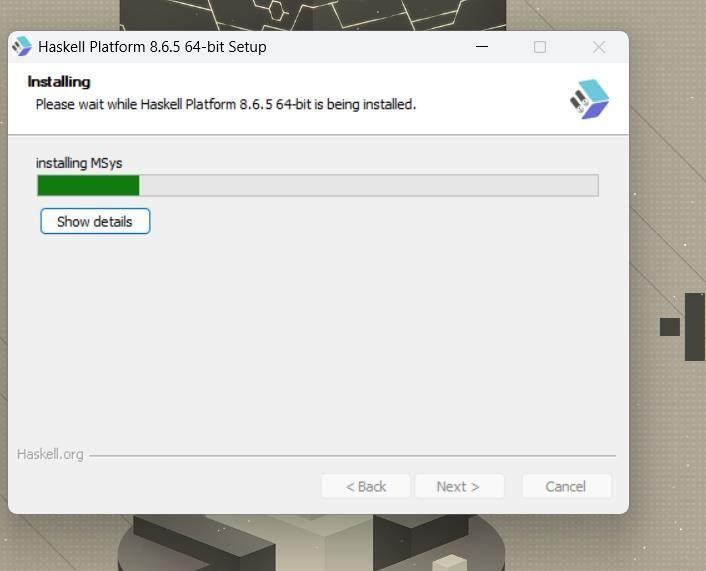 Haskell Platform 8.6.5 64-bit Setup
Installing
Please wait while Haskell Platform 8.6.5 64-bit is being installed.
installing MSys
Show details
Haskell.org
< Back
Next >
Cancel